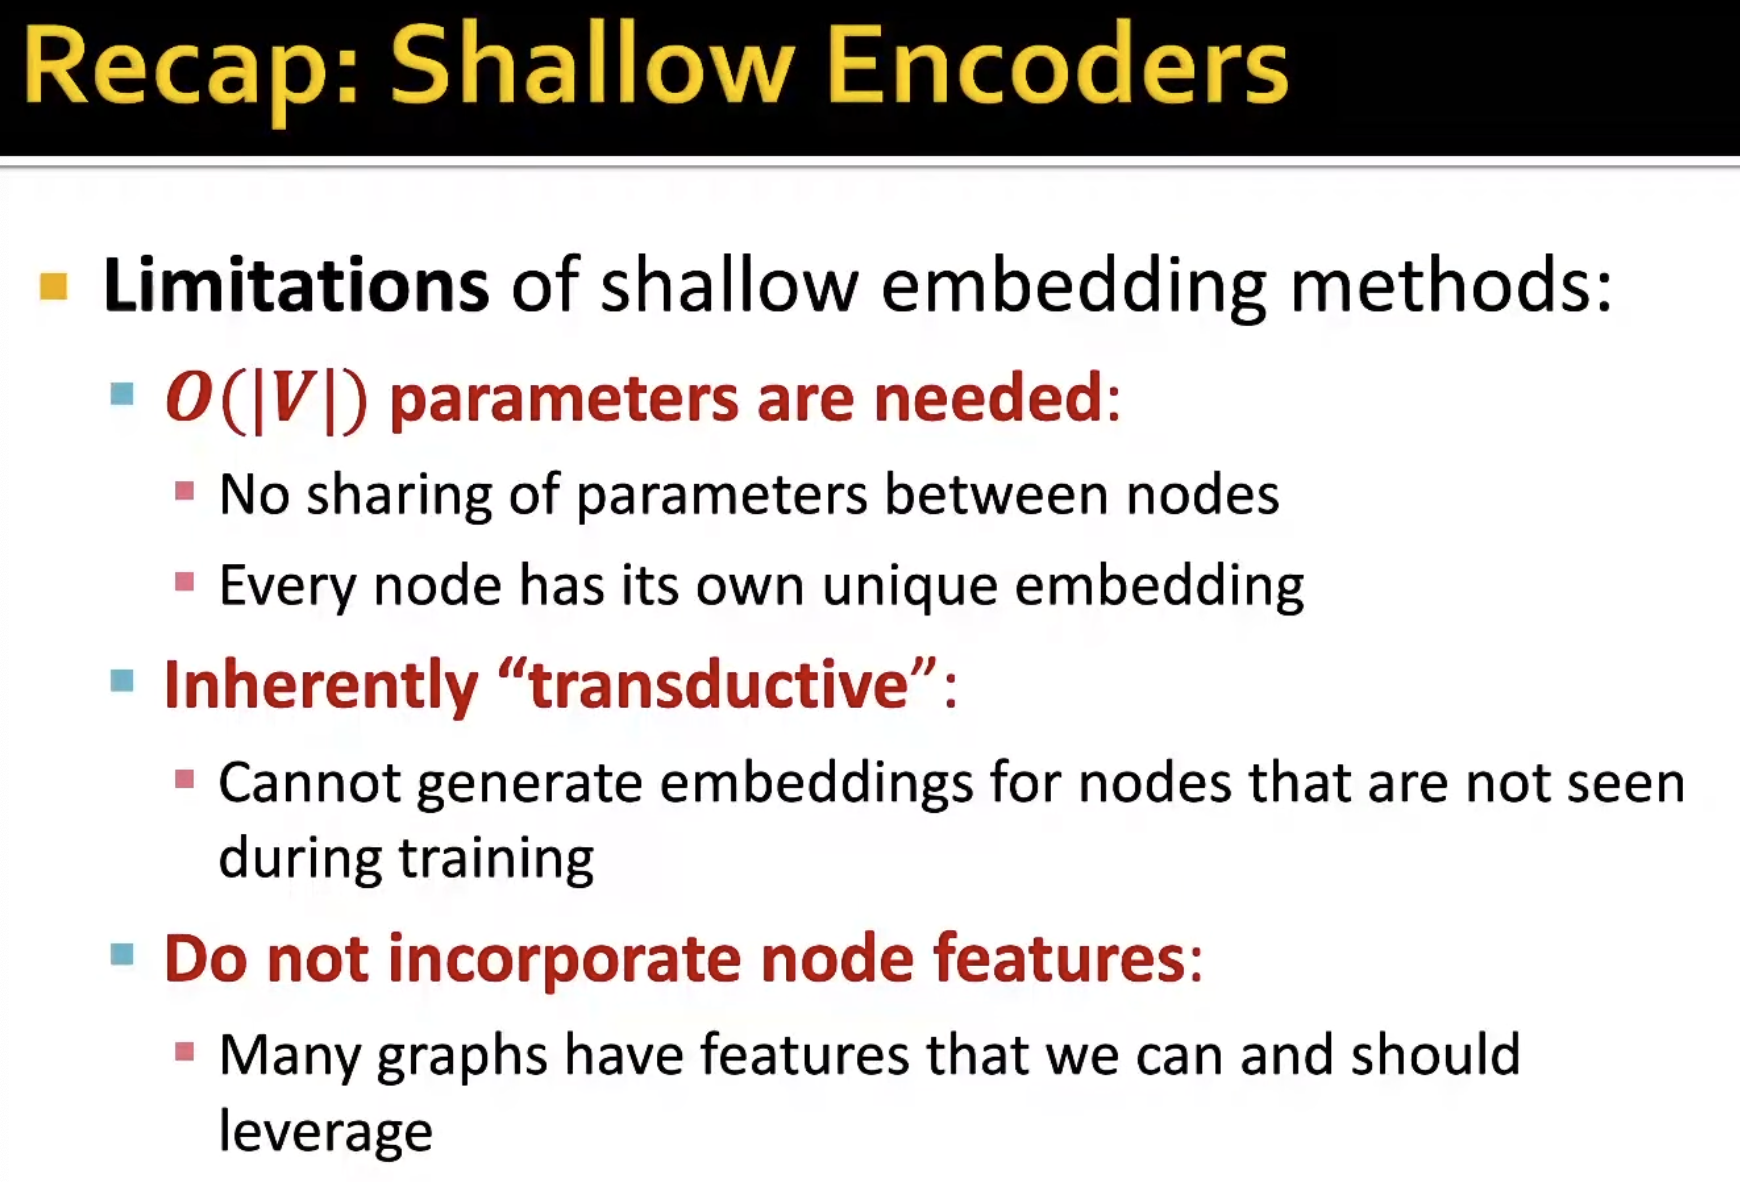 Recap: Shallow Encoders
Limitations of shallow embedding methods:
O(|V|) parameters are needed:
No sharing of parameters between nodes
Every node has its own unique embedding
Inherently “transductive”:
Cannot generate embeddings for nodes that are not seen
during training
Do not incorporate node features:
Many graphs have features that we can and should
leverage